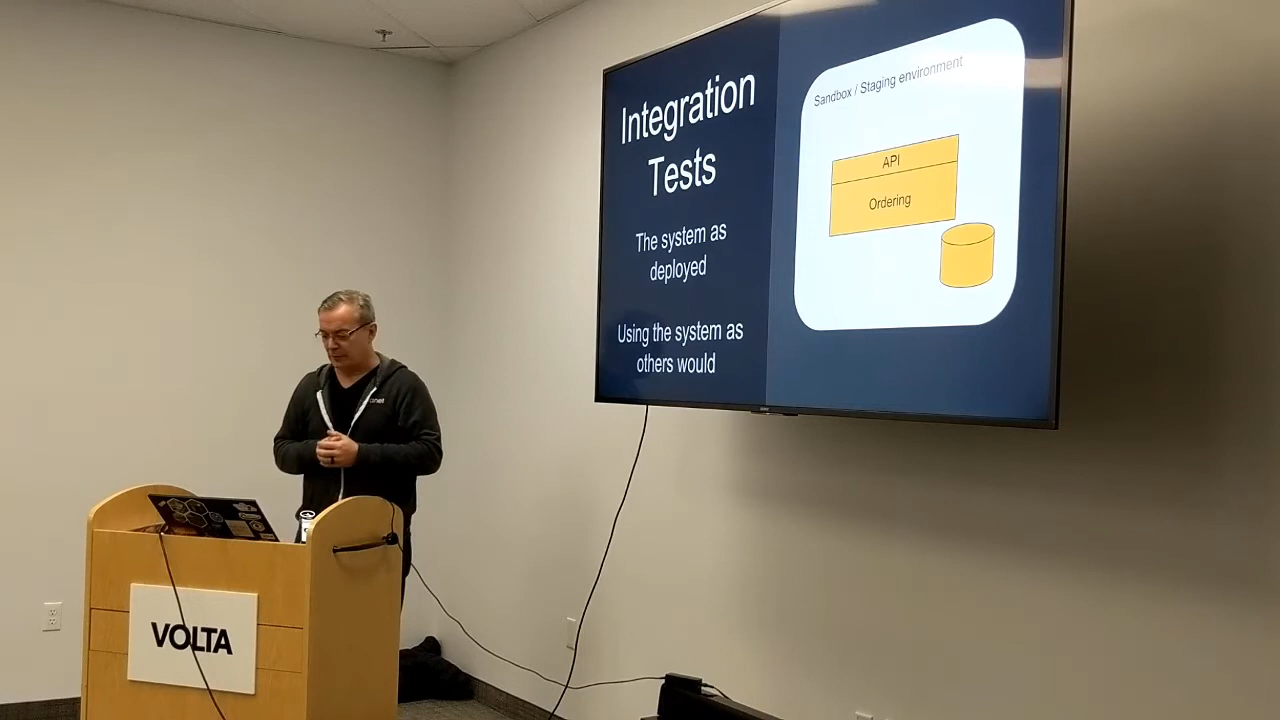 Integration
Tests
The system as
deployed
Using the system as
others would
Sandbox / Staging environment
API
Ordering
VOLTA